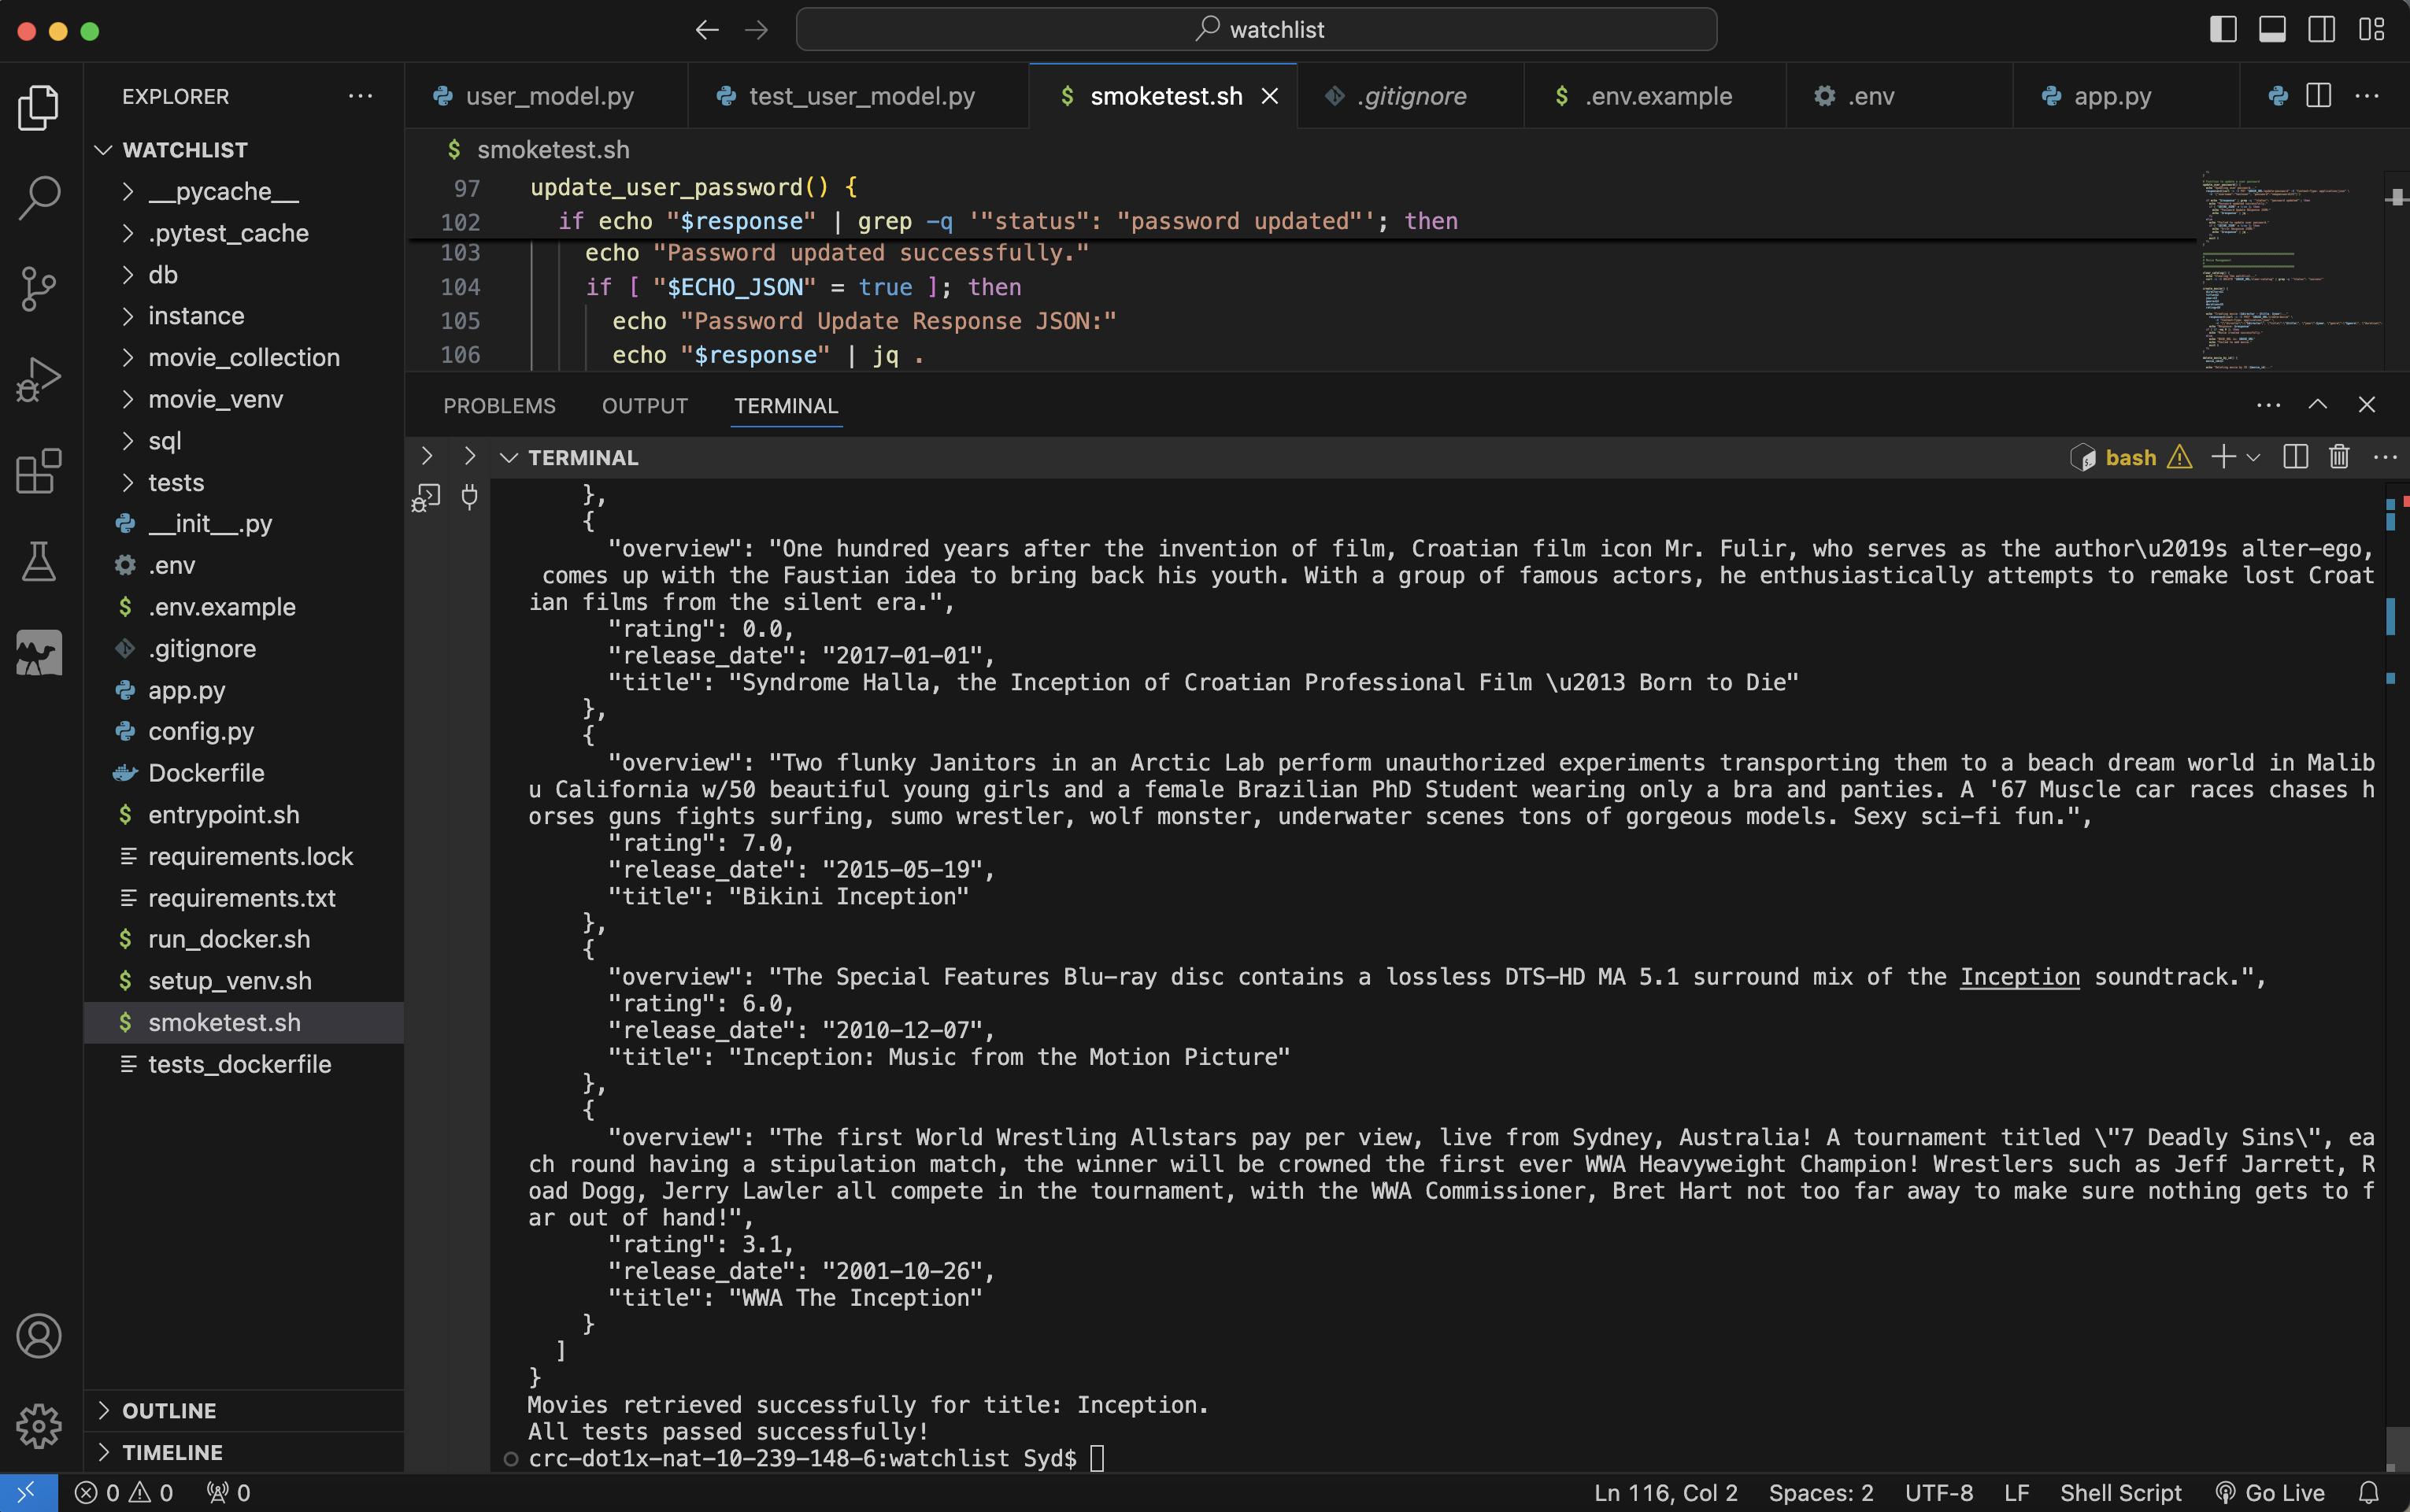 watchlist
EXPLORER
user_model.py
test_user_model.py
$ smoketest.sh
.gitignore
$ .env.example
.env
app.py
WATCHLIST
__pycache__
.pytest_cache
db
instance
movie_collection
movie_venv
sql
tests
__init__.py
.env
$ .env.example
.gitignore
app.py
config.py
Dockerfile
$ entrypoint.sh
requirements.lock
requirements.txt
$ run_docker.sh
$ setup_venv.sh
$ smoketest.sh
tests_dockerfile
OUTLINE
TIMELINE
$ smoketest.sh
97 update_user_password() {
102 if echo "$response" | grep -q '"status": "password updated"'; then
103 echo "Password updated successfully."
104 if [ "$ECHO_JSON" = true ]; then
105 echo "Password Update Response JSON:"
106 echo "$response" | jq .
PROBLEMS OUTPUT TERMINAL
TERMINAL
bash
},
{
"overview": "One hundred years after the invention of film, Croatian film icon Mr. Fulir, who serves as the author\u2019s alter-ego,
comes up with the Faustian idea to bring back his youth. With a group of famous actors, he enthusiastically attempts to remake lost Croat
ian films from the silent era.",
"rating": 0.0,
"release_date": "2017-01-01",
"title": "Syndrome Halla, the Inception of Croatian Professional Film \u2013 Born to Die"
},
{
"overview": "Two flunky Janitors in an Arctic Lab perform unauthorized experiments transporting them to a beach dream world in Malib
u California w/50 beautiful young girls and a female Brazilian PhD Student wearing only a bra and panties. A '67 Muscle car races chases h
orses guns fights surfing, sumo wrestler, wolf monster, underwater scenes tons of gorgeous models. Sexy sci-fi fun.",
"rating": 7.0,
"release_date": "2015-05-19",
"title": "Bikini Inception"
},
{
"overview": "The Special Features Blu-ray disc contains a lossless DTS-HD MA 5.1 surround mix of the Inception soundtrack.",
"rating": 6.0,
"release_date": "2010-12-07",
"title": "Inception: Music from the Motion Picture"
},
{
"overview": "The first World Wrestling Allstars pay per view, live from Sydney, Australia! A tournament titled \"7 Deadly Sins\", ea
ch round having a stipulation match, the winner will be crowned the first ever WWA Heavyweight Champion! Wrestlers such as Jeff Jarrett, R
oad Dogg, Jerry Lawler all compete in the tournament, with the WWA Commissioner, Bret Hart not too far away to make sure nothing gets to f
ar out of hand!",
"rating": 3.1,
"release_date": "2001-10-26",
"title": "WWA The Inception"
}
]
}
Movies retrieved successfully for title: Inception.
All tests passed successfully!
crc-dot1x-nat-10-239-148-6:watchlist Syd$
0 0 0
Ln 116, Col 2 Spaces: 2 UTF-8 LF Shell Script Go Live